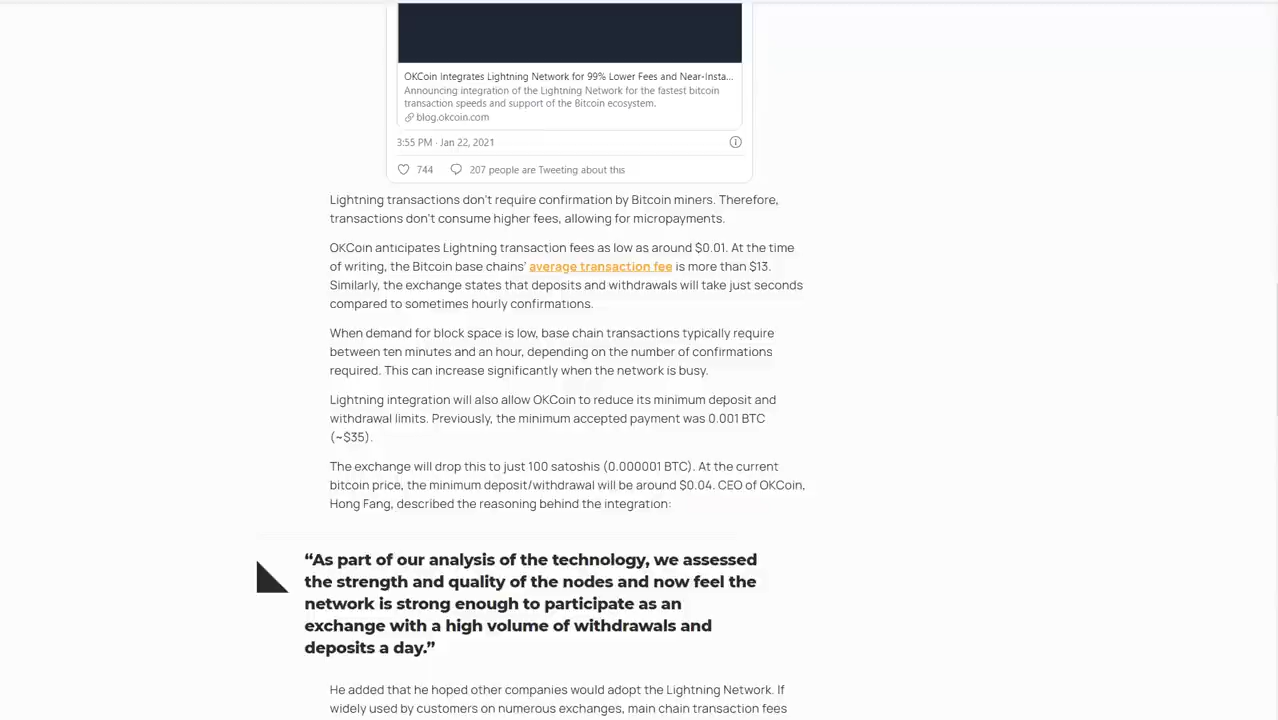 OKCoin Integrates Lightning Network for 99% Lower Fees and Near-Insta...
Announcing integration of the Lightning Network for the fastest bitcoin
transaction speeds and support of the Bitcoin ecosystem.
blog.okcoin.com
3:55 PM · Jan 22, 2021
744 207 people are Tweeting about this
Lightning transactions don't require confirmation by Bitcoin miners. Therefore,
transactions don't consume higher fees, allowing for micropayments.
OKCoin anticipates Lightning transaction fees as low as around $0.01. At the time
of writing, the Bitcoin base chains' average transaction fee is more than $13.
Similarly, the exchange states that deposits and withdrawals will take just seconds
compared to sometimes hourly confirmations.
When demand for block space is low, base chain transactions typically require
between ten minutes and an hour, depending on the number of confirmations
required. This can increase significantly when the network is busy.
Lightning integration will also allow OKCoin to reduce its minimum deposit and
withdrawal limits. Previously, the minimum accepted payment was 0.001 BTC
(~$35).
The exchange will drop this to just 100 satoshis (0.000001 BTC). At the current
bitcoin price, the minimum deposit/withdrawal will be around $0.04. CEO of OKCoin,
Hong Fang, described the reasoning behind the integration:
“As part of our analysis of the technology, we assessed
the strength and quality of the nodes and now feel the
network is strong enough to participate as an
exchange with a high volume of withdrawals and
deposits a day.”
He added that he hoped other companies would adopt the Lightning Network. If
widely used by customers on numerous exchanges, main chain transaction fees